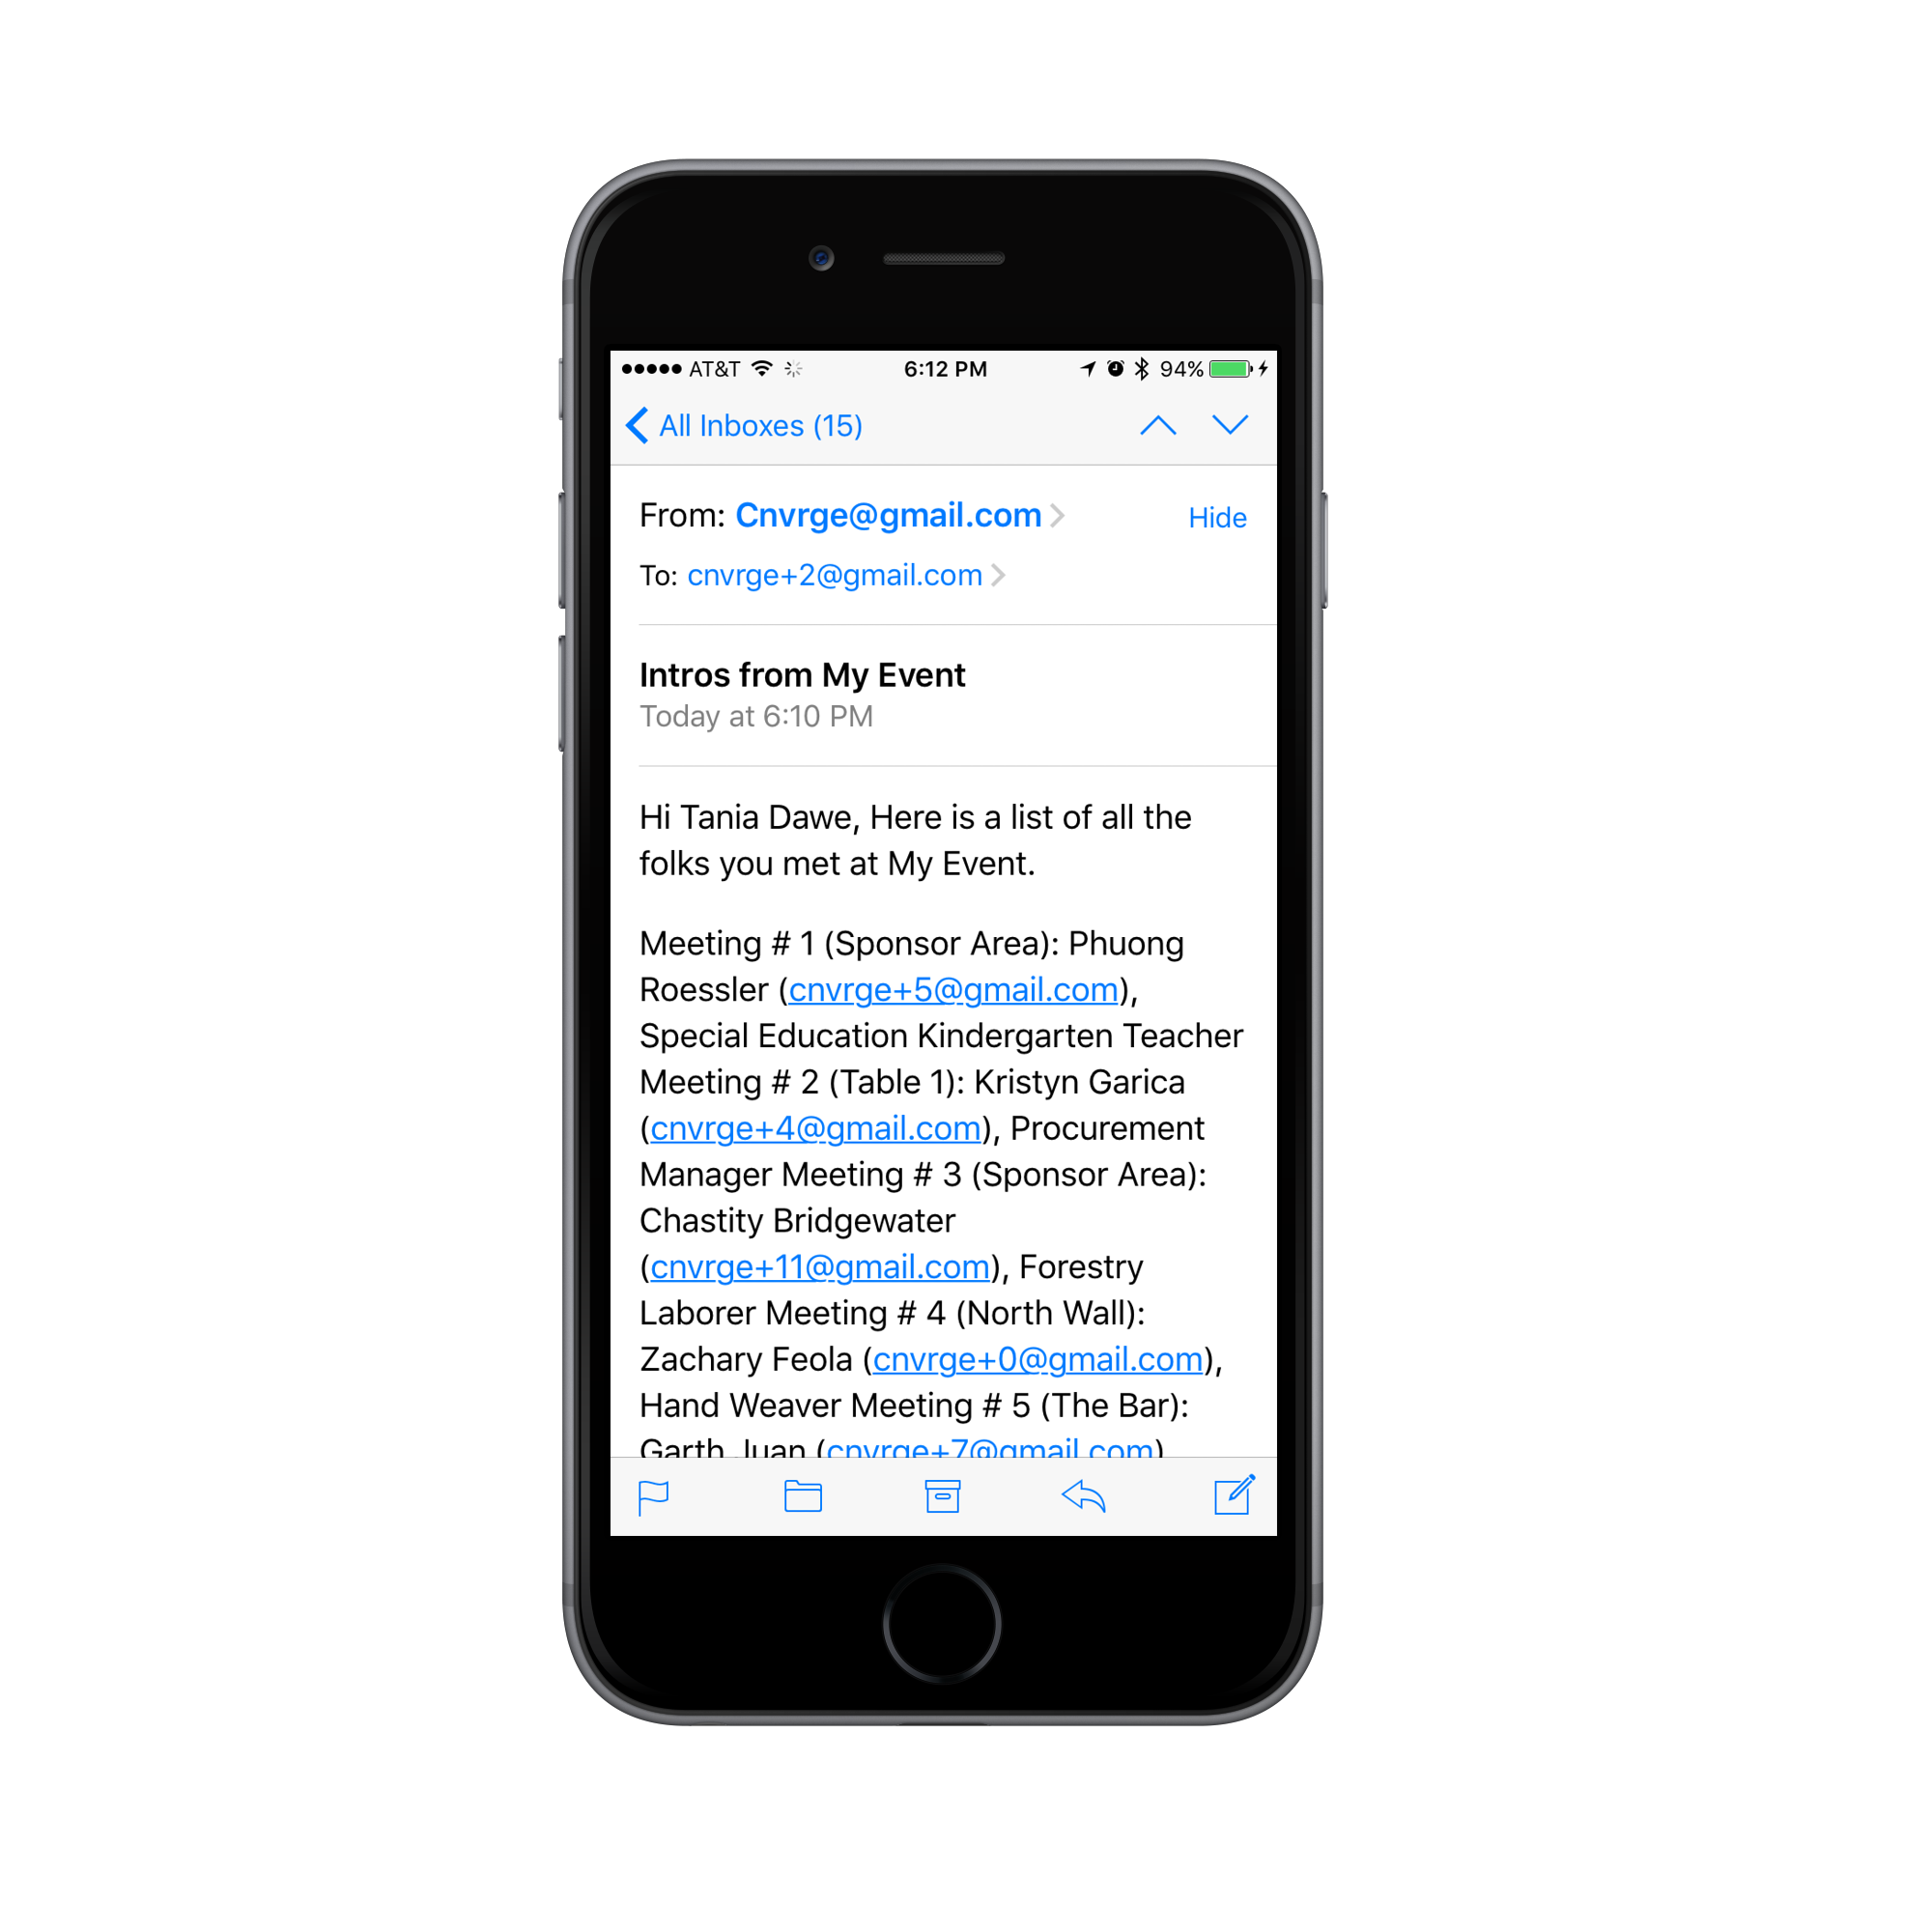 AT&T 6:12 PM 94%
All Inboxes (15)
From: Cnvrge@gmail.com Hide
To: cnvrge+2@gmail.com
Intros from My Event
Today at 6:10 PM
Hi Tania Dawe, Here is a list of all the
folks you met at My Event.
Meeting # 1 (Sponsor Area): Phuong
Roessler (cnvrge+5@gmail.com),
Special Education Kindergarten Teacher
Meeting # 2 (Table 1): Kristyn Garica
(cnvrge+4@gmail.com), Procurement
Manager Meeting # 3 (Sponsor Area):
Chastity Bridgewater
(cnvrge+11@gmail.com), Forestry
Laborer Meeting # 4 (North Wall):
Zachary Feola (cnvrge+0@gmail.com),
Hand Weaver Meeting # 5 (The Bar):
Garth Juan (cnvrge+7@gmail.com)